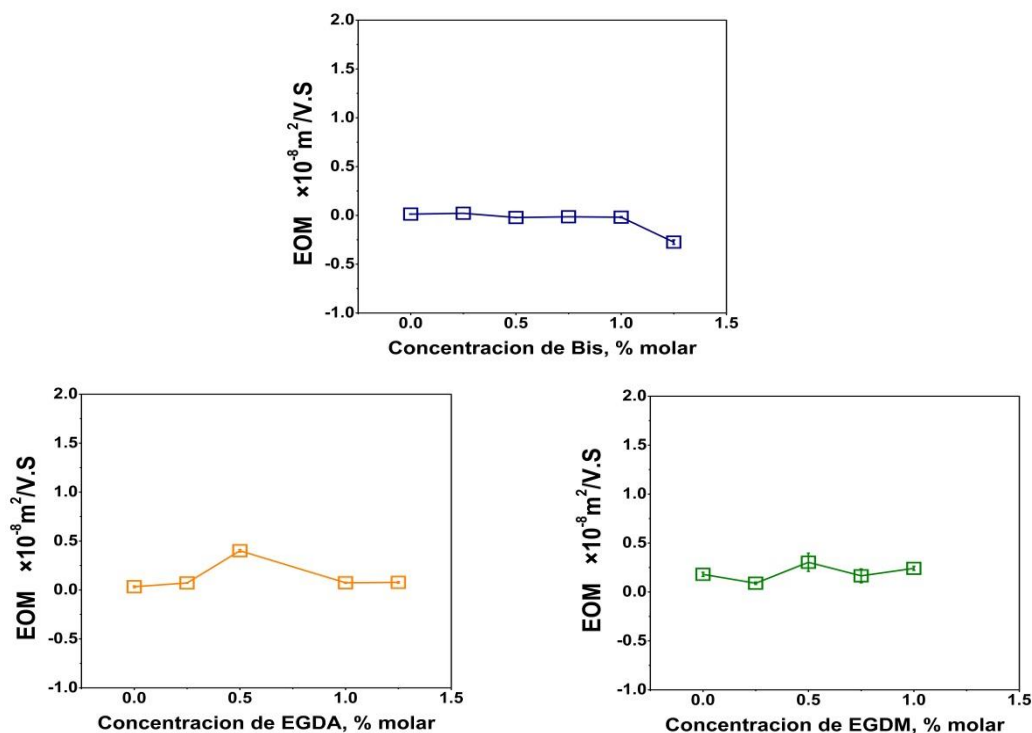 2.0
1.5
1.0
0.5
0.0
-0.5
-1.0
EOM ×10⁻⁸m²/V.S
0.0 0.5 1.0 1.5
Concentracion de Bis, % molar
2.0
1.5
1.0
0.5
0.0
-0.5
-1.0
EOM ×10⁻⁸m²/V.S
0.0 0.5 1.0 1.5
Concentracion de EGDA, % molar
2.0
1.5
1.0
0.5
0.0
-0.5
-1.0
EOM ×10⁻⁸m²/V.S
0.0 0.5 1.0 1.5
Concentracion de EGDM, % molar